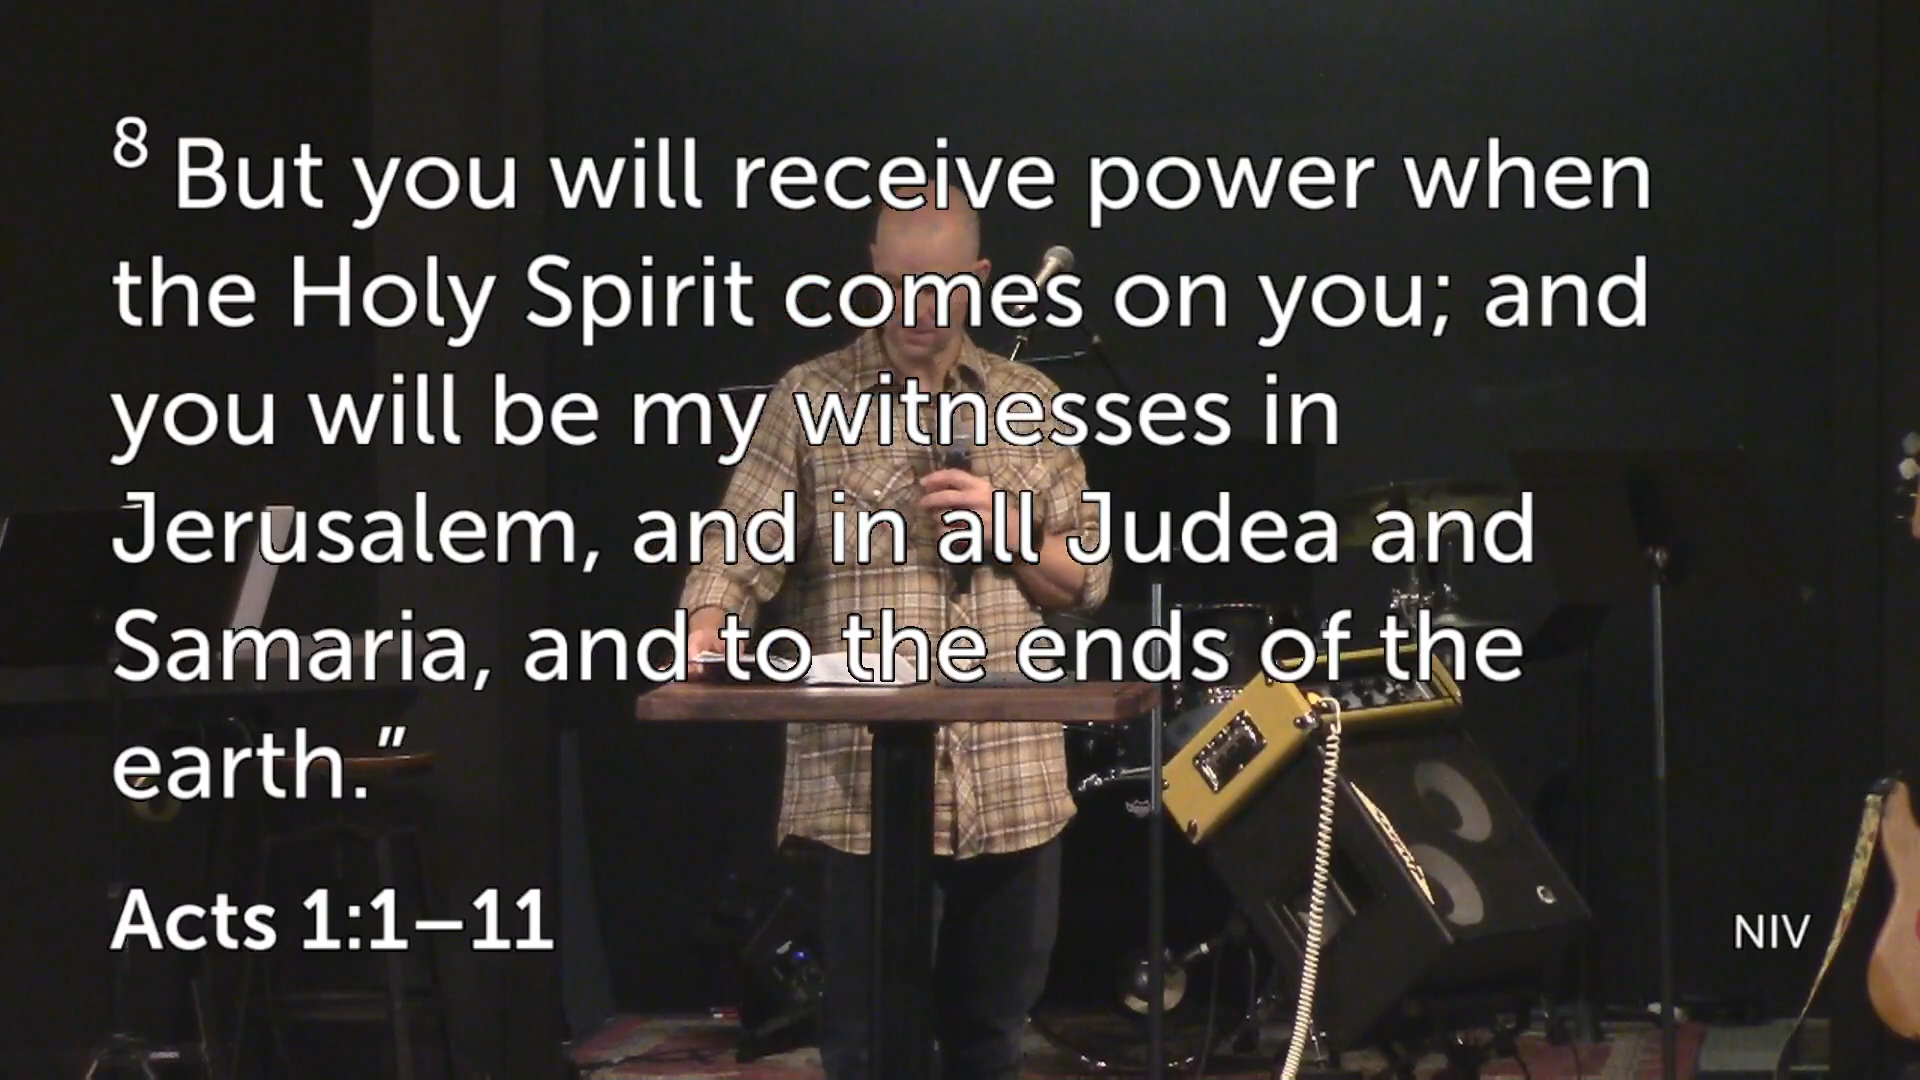 8 But you will receive power when
the Holy Spirit comes on you; and
you will be my witnesses in
Jerusalem, and in all Judea and
Samaria, and to the ends of the
earth.”
Acts 1:1–11
NIV